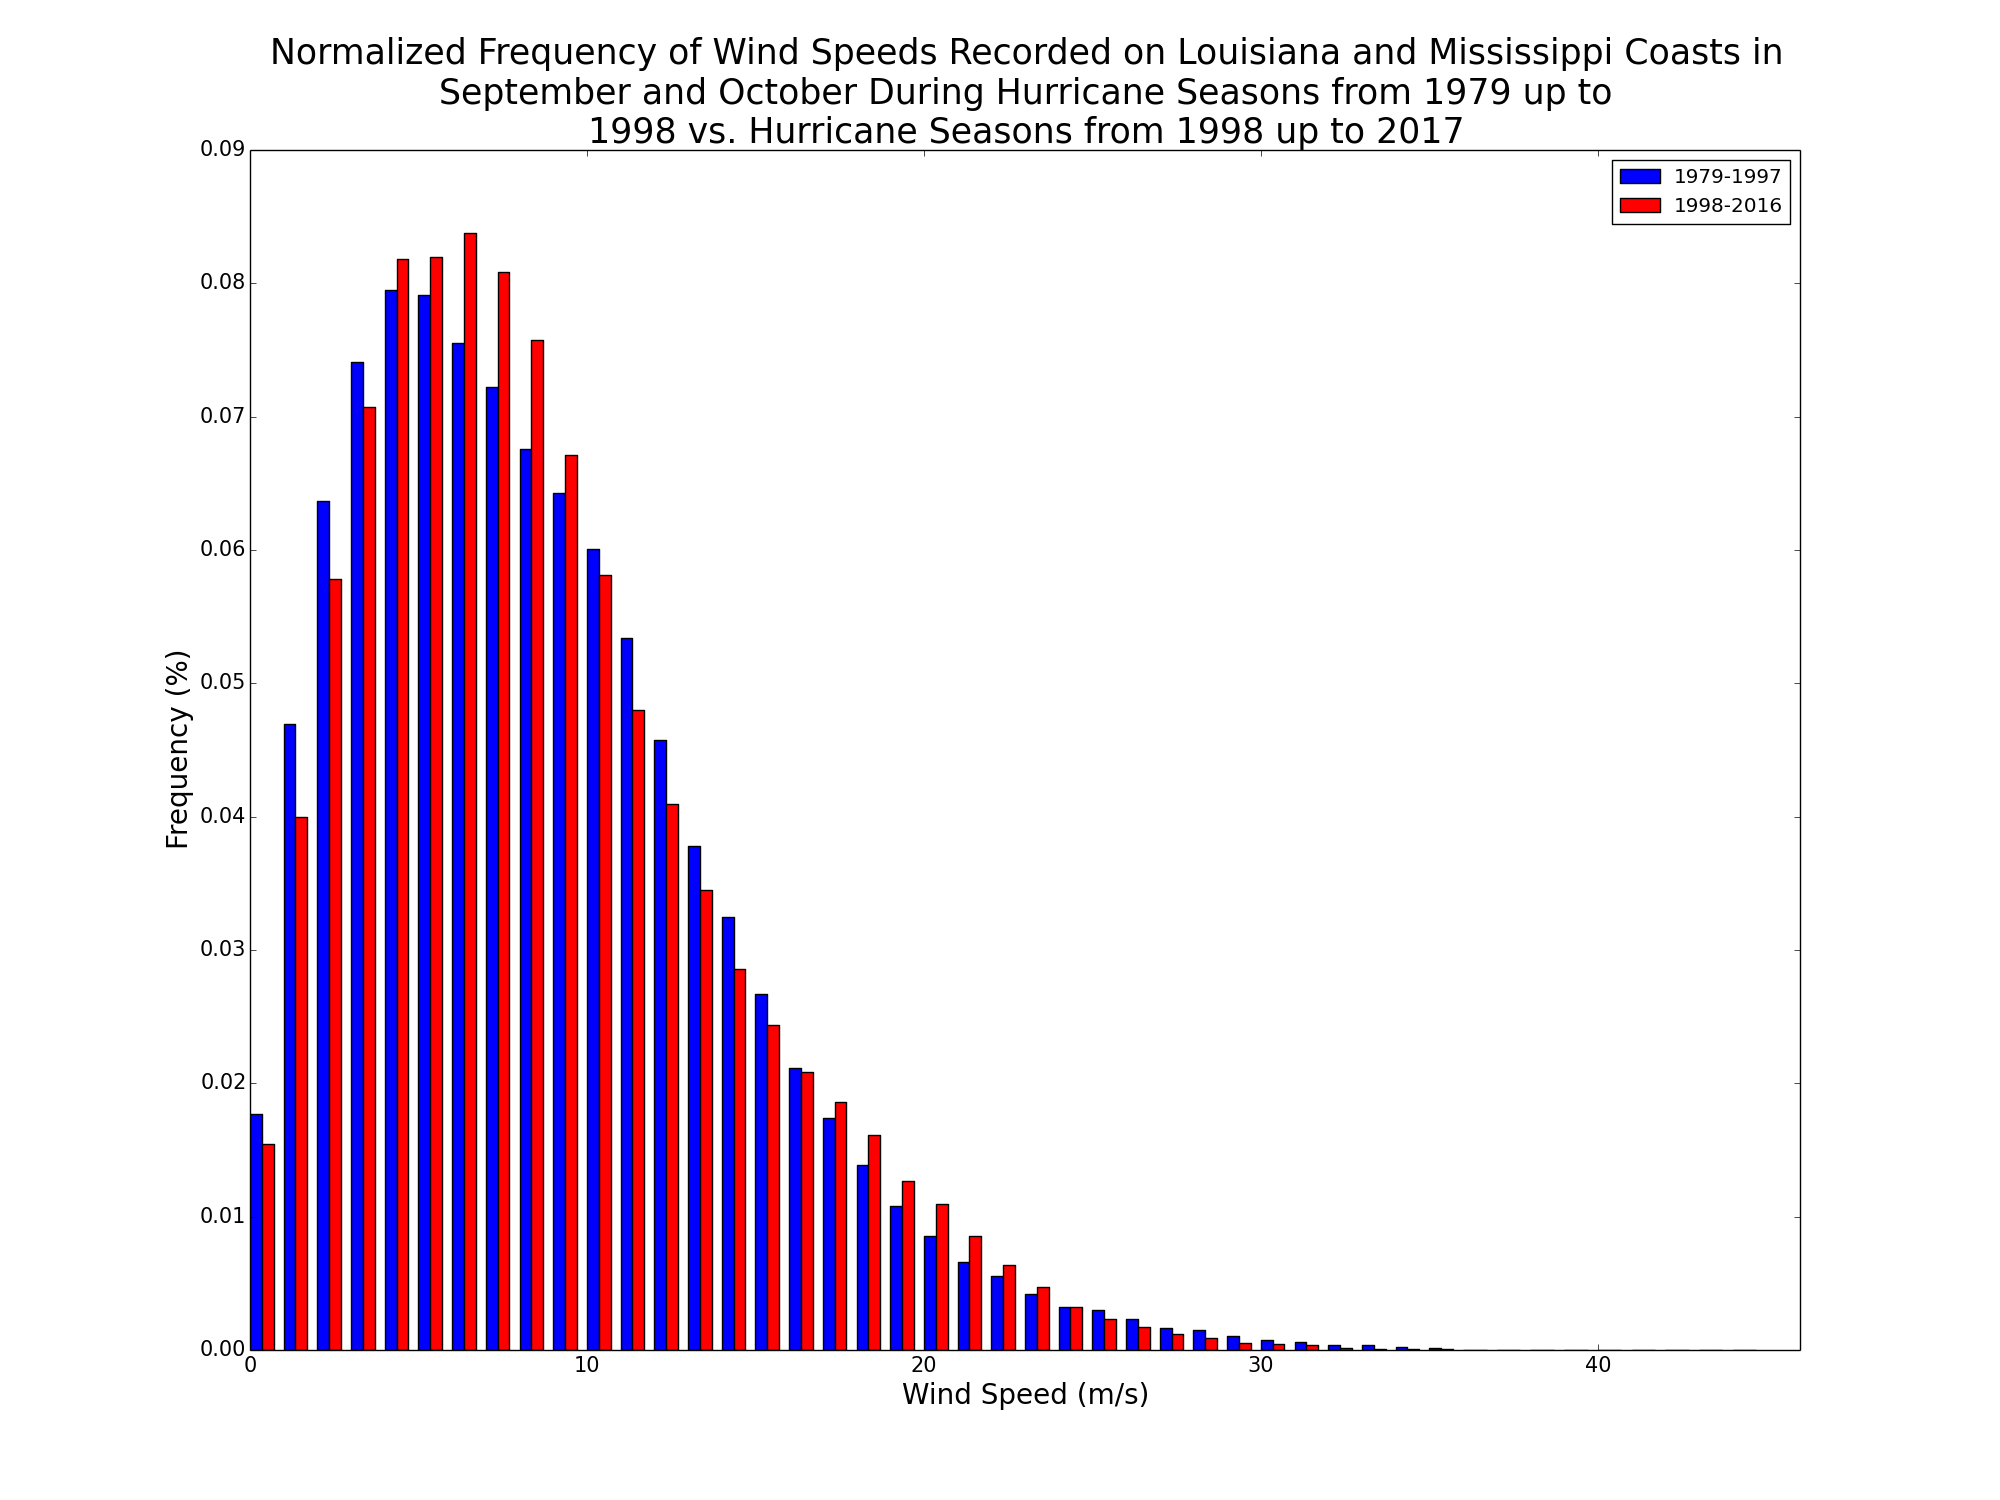 Normalized Frequency of Wind Speeds Recorded on Louisiana and Mississippi Coasts in
September and October During Hurricane Seasons from 1979 up to
1998 vs. Hurricane Seasons from 1998 up to 2017
1979-1997
1998-2016
0.09
0.08
0.07
0.06
0.05
0.04
0.03
0.02
0.01
0.00
Frequency (%)
0 10 20 30 40
Wind Speed (m/s)